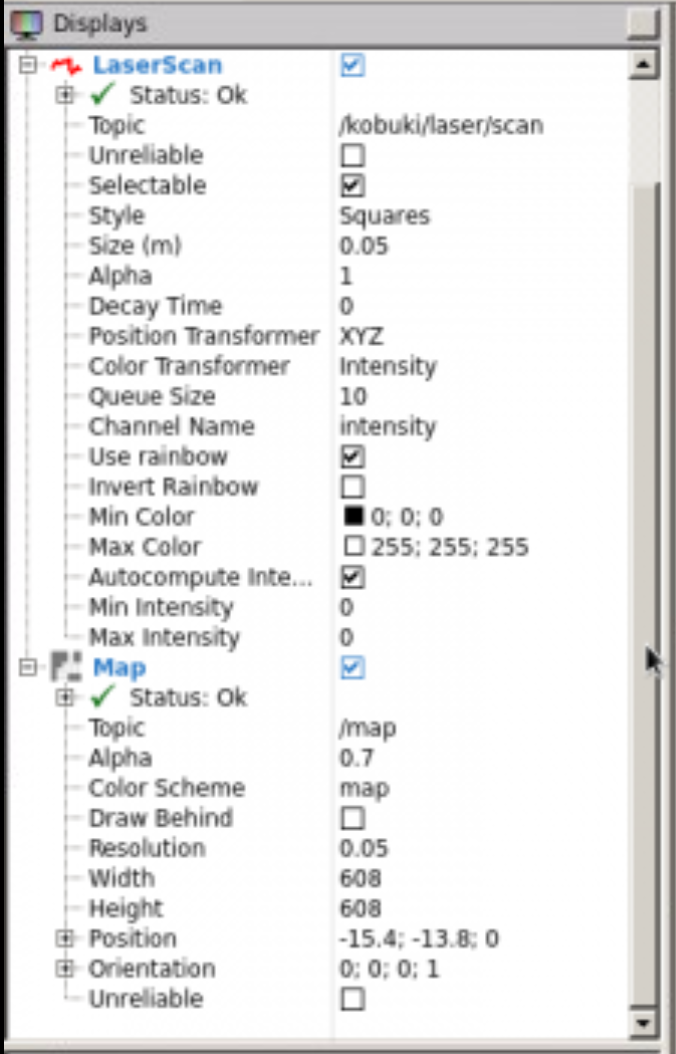 Displays
LaserScan
Status: Ok
Topic /kobuki/laser/scan
Unreliable
Selectable
Style Squares
Size (m) 0.05
Alpha 1
Decay Time 0
Position Transformer XYZ
Color Transformer Intensity
Queue Size 10
Channel Name intensity
Use rainbow
Invert Rainbow
Min Color 0; 0; 0
Max Color 255; 255; 255
Autocompute Inte...
Min Intensity 0
Max Intensity 0
Map
Status: Ok
Topic /map
Alpha 0.7
Color Scheme map
Draw Behind
Resolution 0.05
Width 608
Height 608
Position -15.4; -13.8; 0
Orientation 0; 0; 0; 1
Unreliable